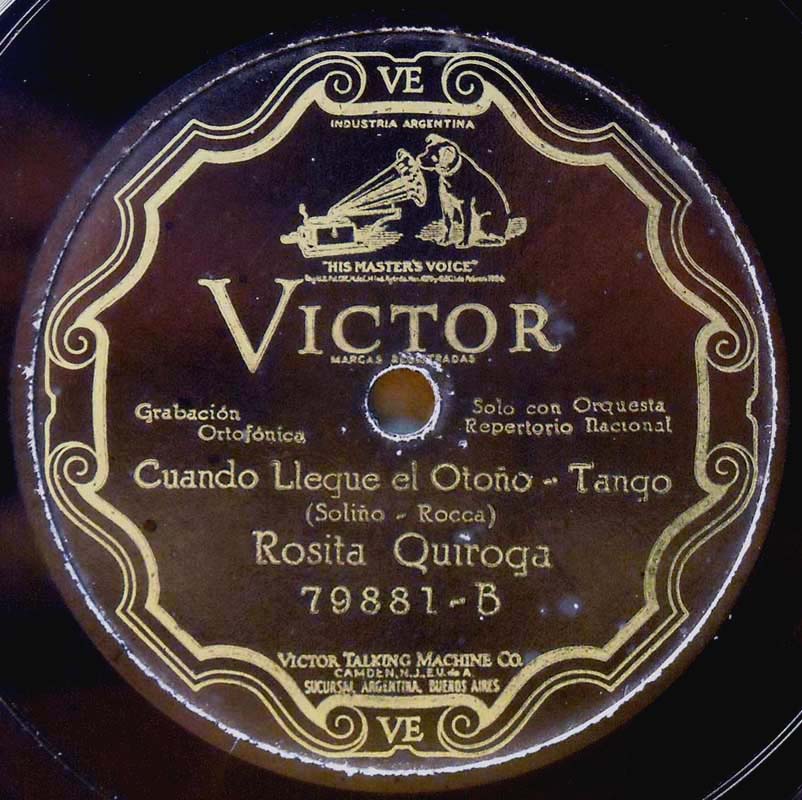 VE
INDUSTRIA ARGENTINA
"HIS MASTER'S VOICE"
VICTOR
MARCAS REGISTRADAS
Grabación
Ortofónica
Solo con Orquesta
Repertorio Nacional
Cuando Llegue el Otoño - Tango
(Soliño - Rocca)
Rosita Quiroga
79881-B
VICTOR TALKING MACHINE CO.
CAMDEN, N.J., E.U. de A.
SUCURSAL ARGENTINA, BUENOS AIRES
VE